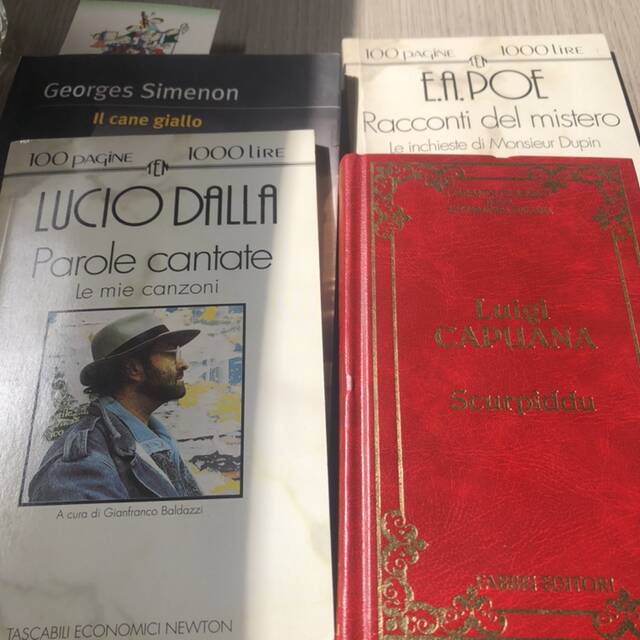 Georges Simenon
Il cane giallo
100 PAGINE TEN 1000 LIRE
E.A. POE
Racconti del mistero
Le inchieste di Monsieur Dupin
100 PAGINE TEN 1000 LIRE
LUCIO DALLA
Parole cantate
Le mie canzoni
A cura di Gianfranco Baldazzi
TASCABILI ECONOMICI NEWTON
Luigi
CAPUANA
Scurpiddu
FABBRI EDITORI